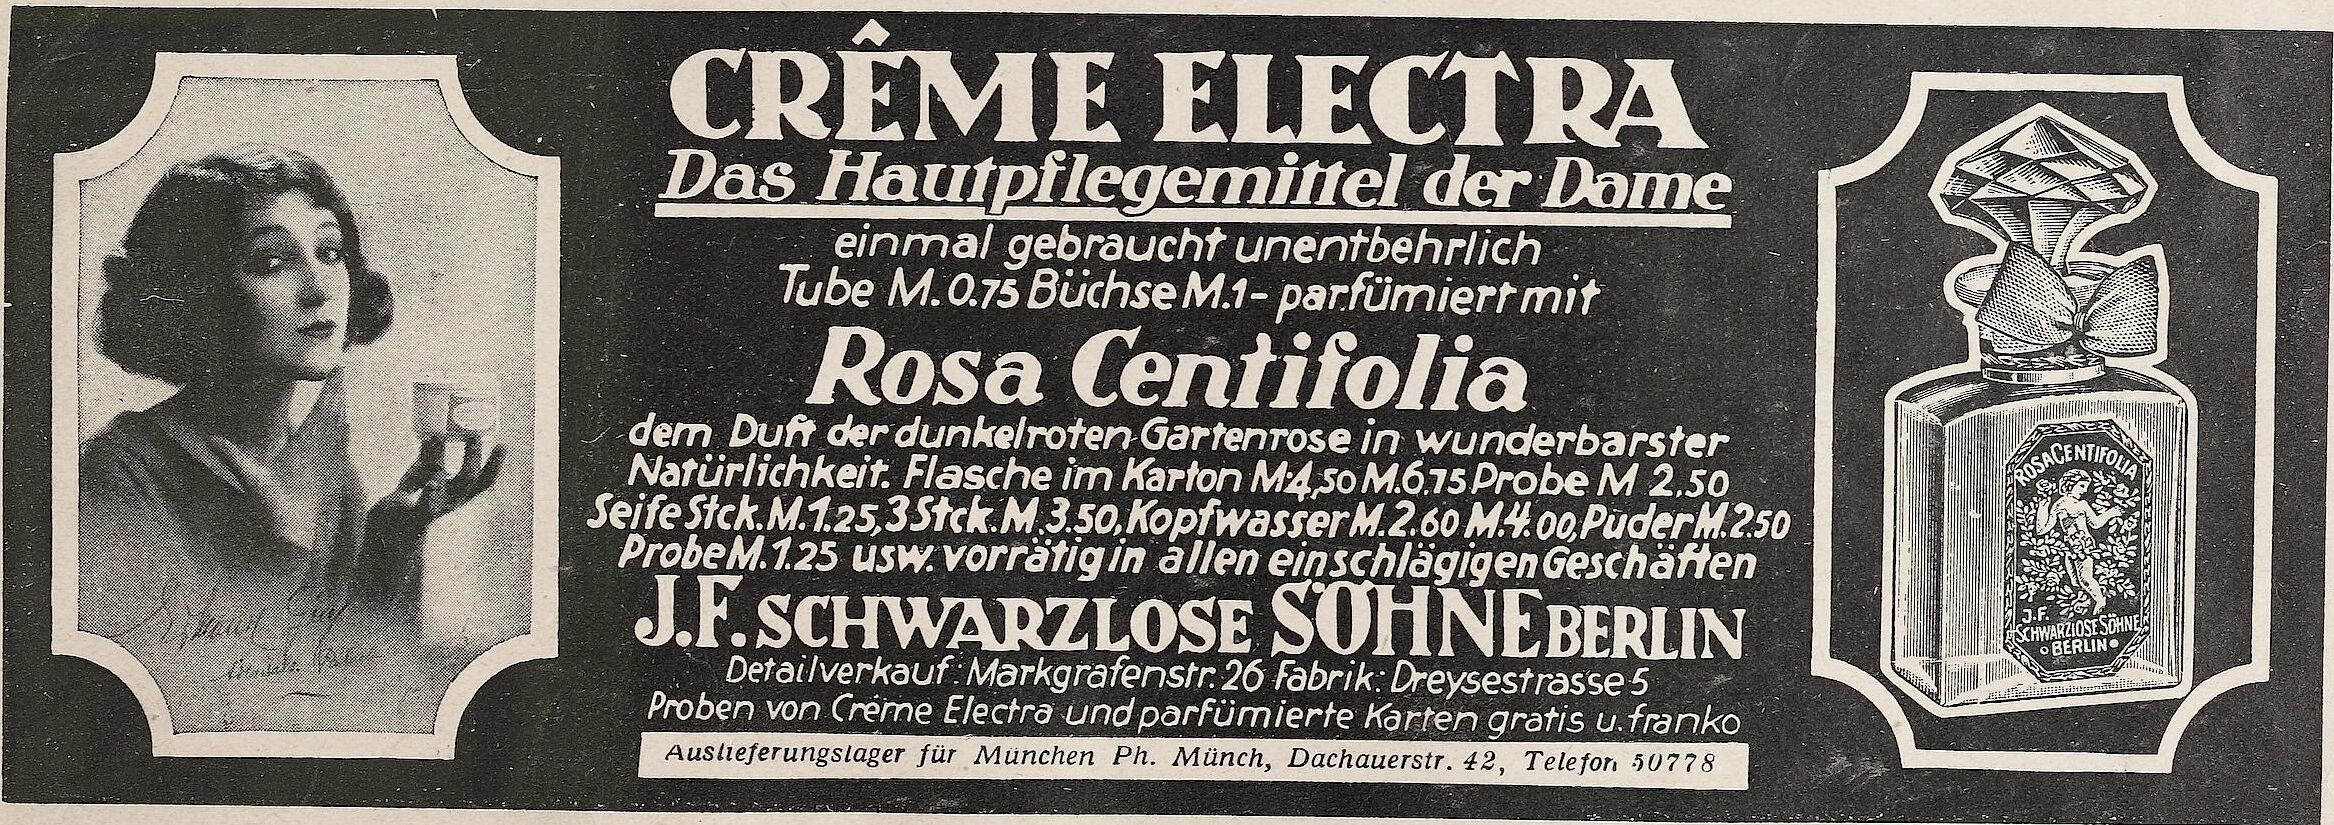 CRÊME ELECTRA
Das Hautpflegemittel der Dame
einmal gebraucht unentbehrlich
Tube M. 0.75 Büchse M. 1- parfümiert mit
Rosa Centifolia
dem Duft der dunkelroten Gartenrose in wunderbarster
Natürlichkeit. Flasche im Karton M. 4,50 M. 6.75 Probe M 2.50
Seife Stck. M. 1.25, 3 Stck. M. 3.50, Kopfwasser M. 2.60 M. 4.00, Puder M. 2.50
Probe M. 1.25 usw. vorrätig in allen einschlägigen Geschäften
J.F. SCHWARZLOSE SÖHNE BERLIN
Detailverkauf: Markgrafenstr. 26 Fabrik: Dreysestrasse 5
Proben von Crême Electra und parfümierte Karten gratis u. franko
Auslieferungslager für München Ph. Münch, Dachauerstr. 42, Telefon 50778
ROSA CENTIFOLIA
J.F.
SCHWARZLOSE SÖHNE
BERLIN